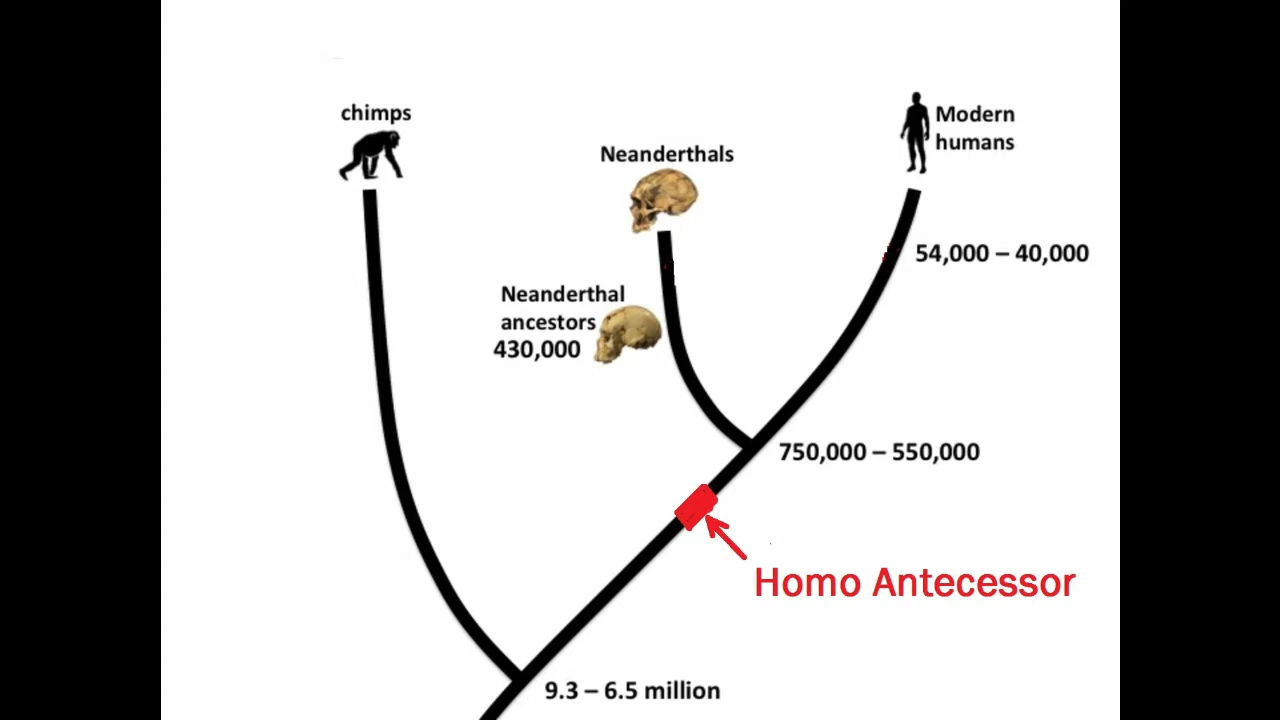 chimps
Neanderthals
Modern
humans
54,000 – 40,000
Neanderthal
ancestors
430,000
750,000 – 550,000
Homo Antecessor
9.3 – 6.5 million